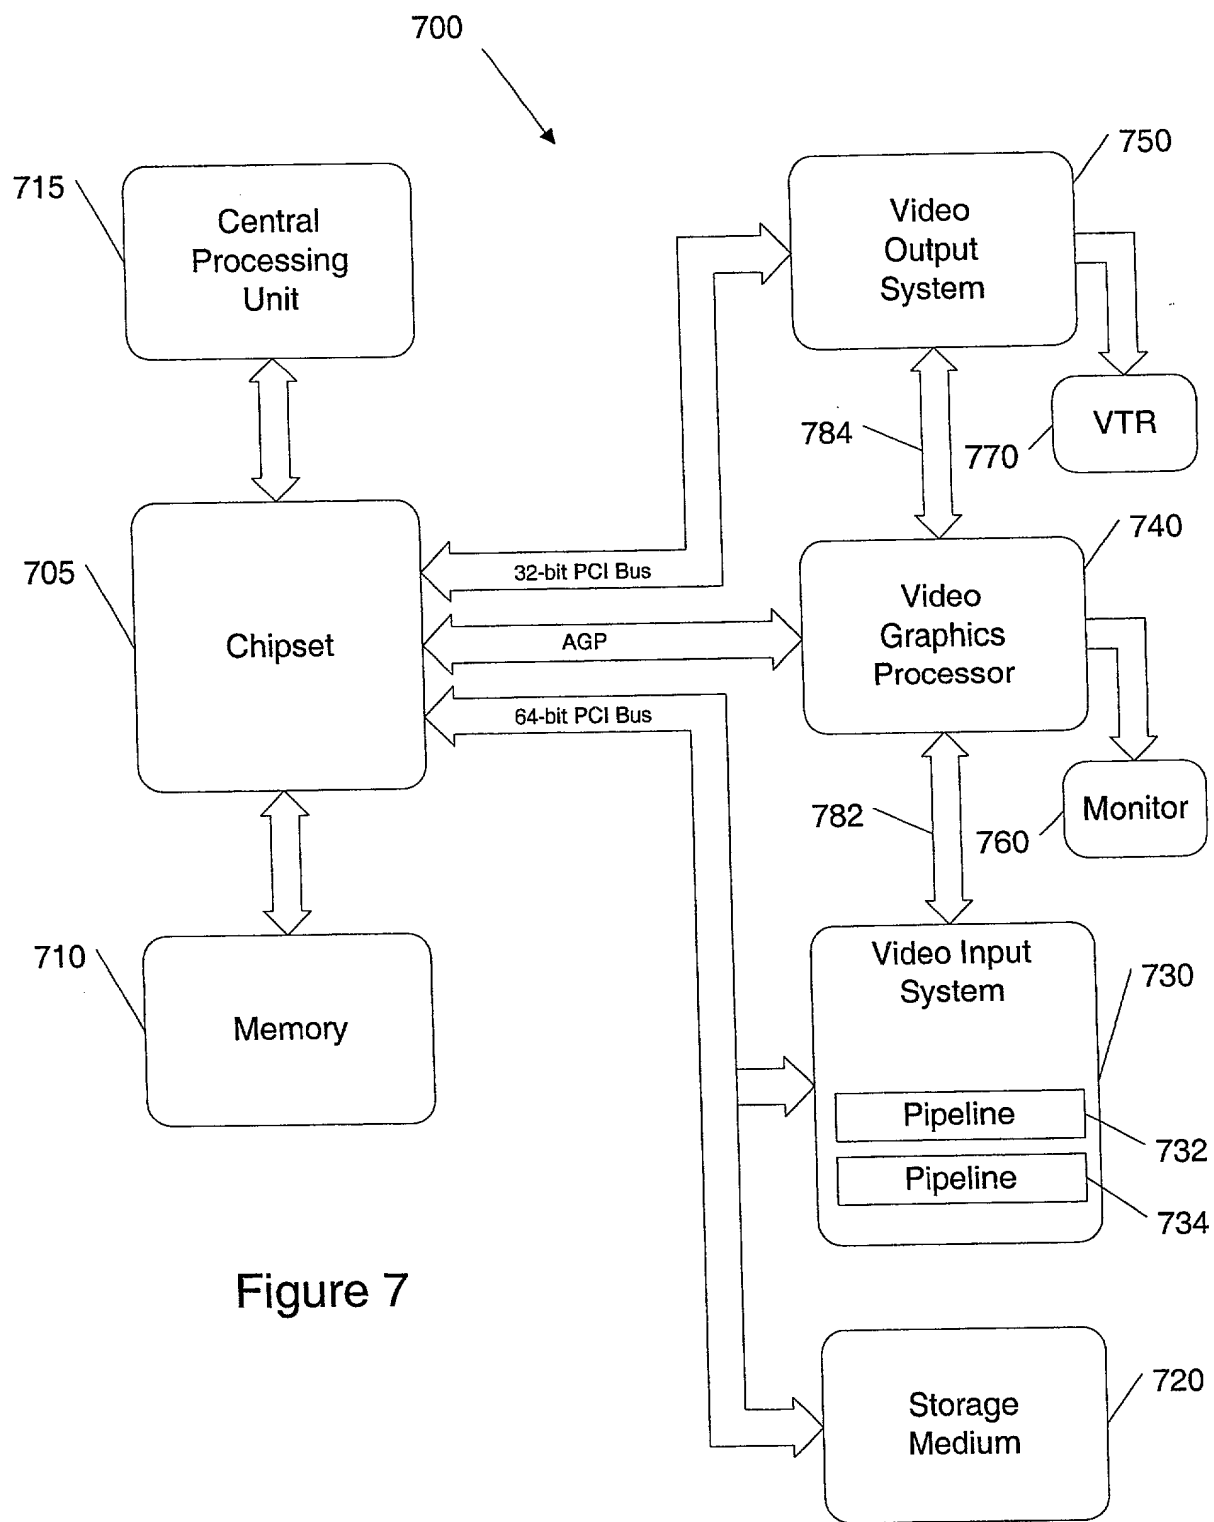 700
750
715
Central
Processing
Unit
Video
Output
System
784
770
VTR
740
705
Chipset
32-bit PCI Bus
AGP
64-bit PCI Bus
Video
Graphics
Processor
782
760
Monitor
710
Memory
Video Input
System
730
Pipeline
732
Pipeline
734
Figure 7
720
Storage
Medium